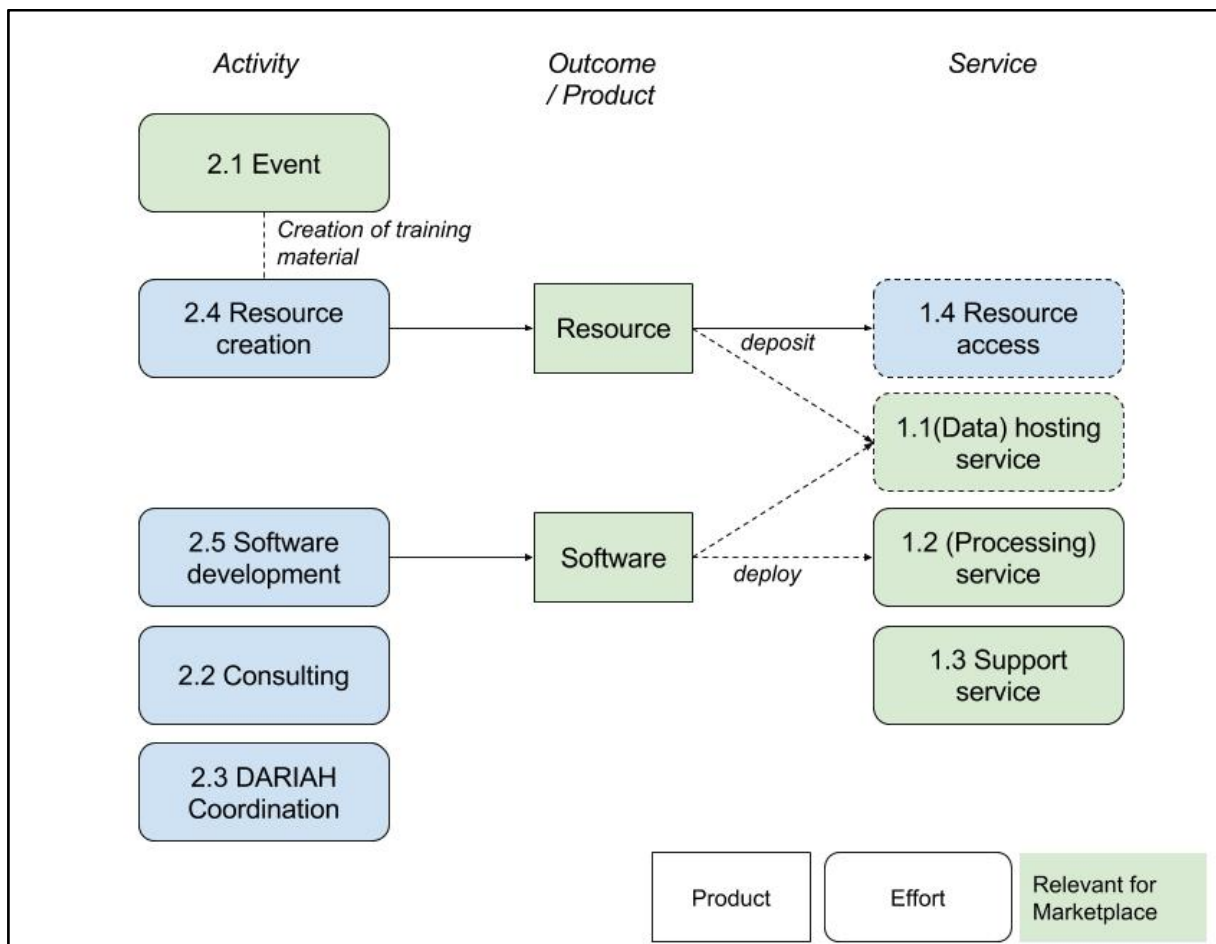 Activity
Outcome
/ Product
Service
2.1 Event
Creation of training
material
2.4 Resource
creation
Resource
deposit
1.4 Resource
access
1.1(Data) hosting
service
2.5 Software
development
Software
deploy
1.2 (Processing)
service
2.2 Consulting
1.3 Support
service
2.3 DARIAH
Coordination
Product
Effort
Relevant for
Marketplace